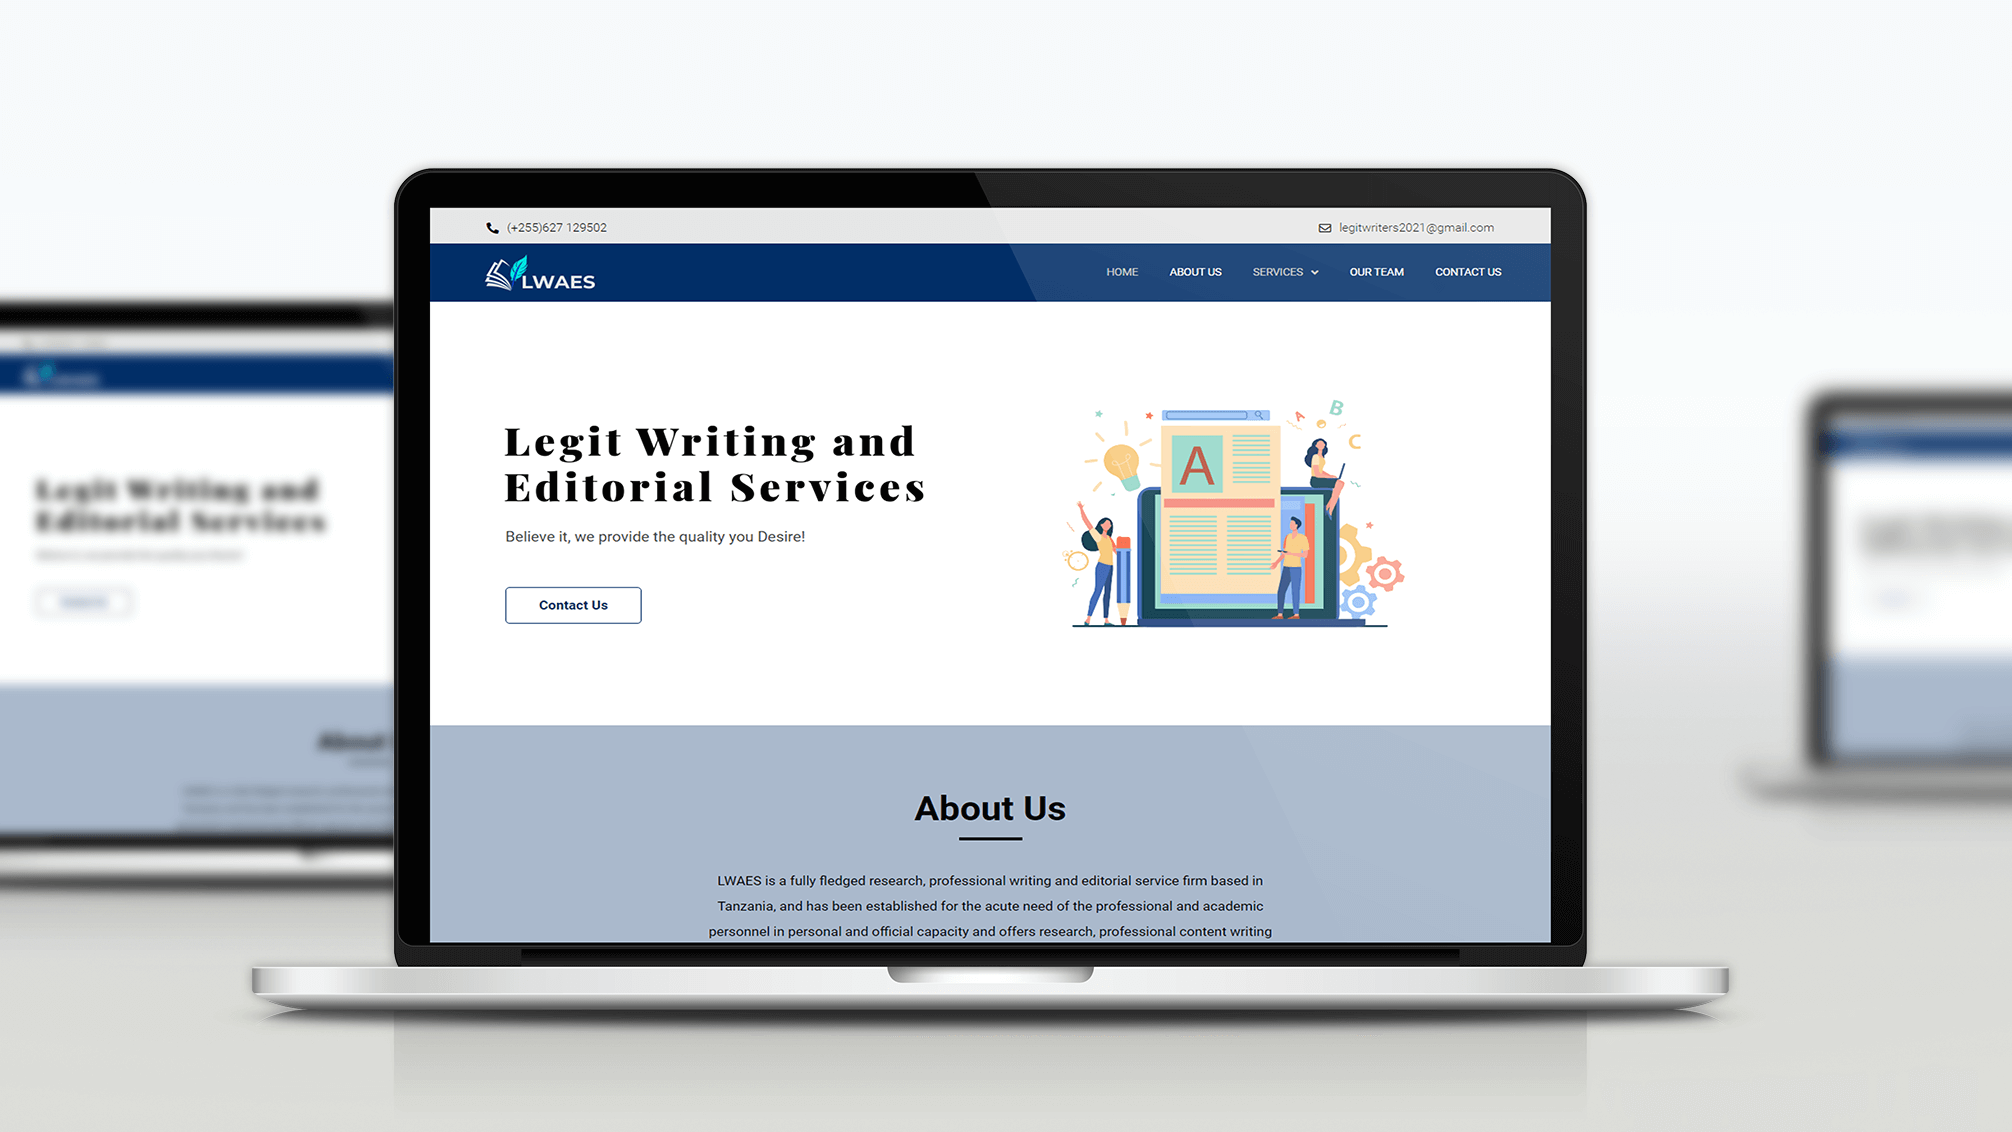 (+255)627 129502
legitwriters2021@gmail.com
LWAES
HOME
ABOUT US
SERVICES
OUR TEAM
CONTACT US
Legit Writing and
Editorial Services
Believe it, we provide the quality you Desire!
Contact Us
A
A
B
C
About Us
LWAES is a fully fledged research, professional writing and editorial service firm based in
Tanzania, and has been established for the acute need of the professional and academic
personnel in personal and official capacity and offers research, professional content writing
Legit Writing and
Editorial Services
About